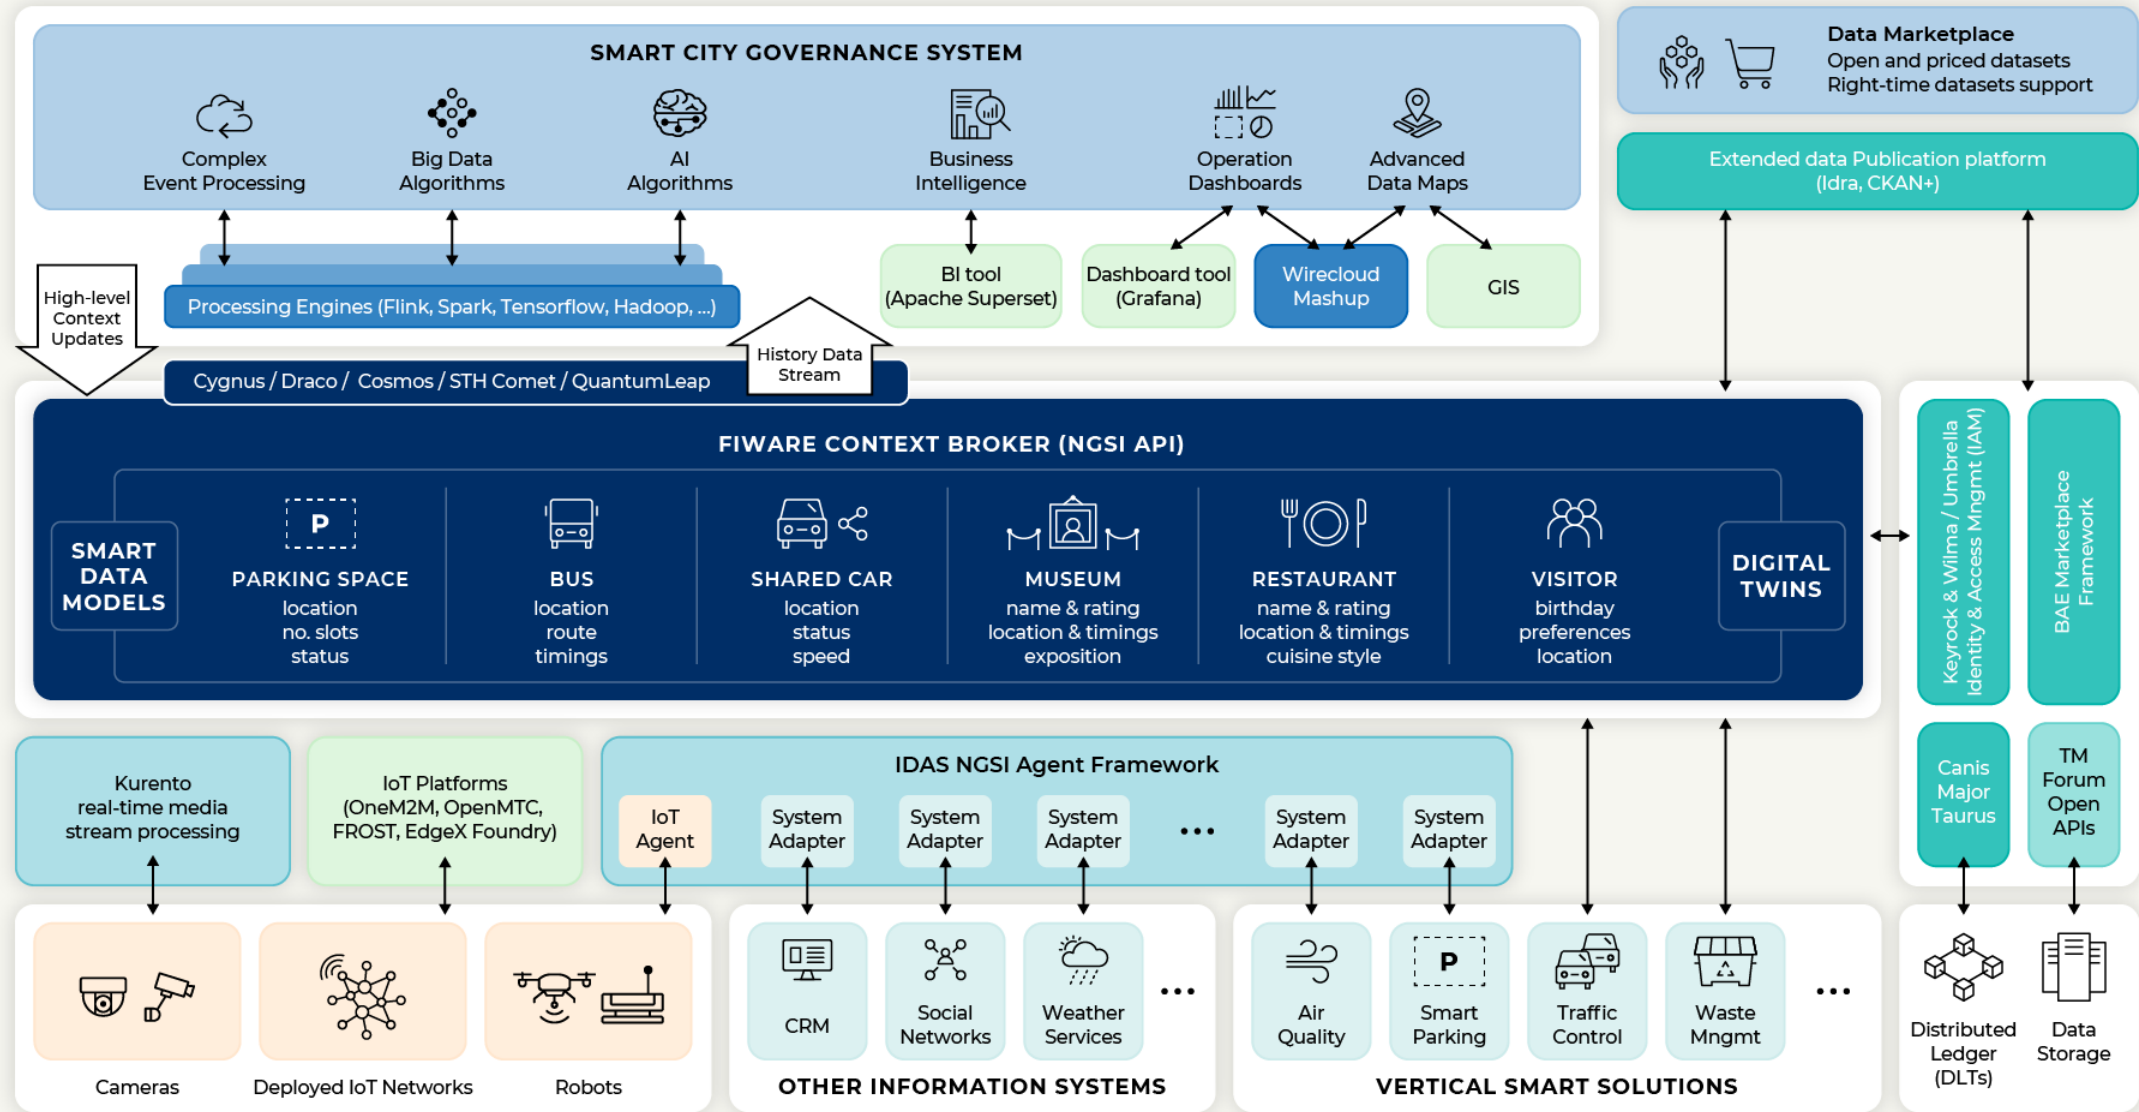 SMART CITY GOVERNANCE SYSTEM
Complex
Event Processing
Big Data
Algorithms
AI
Algorithms
Business
Intelligence
Operation
Dashboards
Advanced
Data Maps
Data Marketplace
Open and priced datasets
Right-time datasets support
Extended data Publication platform
(Idra, CKAN+)
High-level
Context
Updates
Processing Engines (Flink, Spark, Tensorflow, Hadoop, ...)
BI tool
(Apache Superset)
Dashboard tool
(Grafana)
Wirecloud
Mashup
GIS
History Data
Stream
Cygnus / Draco / Cosmos / STH Comet / QuantumLeap
FIWARE CONTEXT BROKER (NGSI API)
SMART
DATA
MODELS
P
PARKING SPACE
location
no. slots
status
BUS
location
route
timings
SHARED CAR
location
status
speed
MUSEUM
name & rating
location & timings
exposition
RESTAURANT
name & rating
location & timings
cuisine style
VISITOR
birthday
preferences
location
DIGITAL
TWINS
Keyrock & Wilma / Umbrella
Identity & Access Mngmt (IAM)
BAE Marketplace
Framework
Kurento
real-time media
stream processing
IoT Platforms
(OneM2M, OpenMTC,
FROST, EdgeX Foundry)
IDAS NGSI Agent Framework
IoT
Agent
System
Adapter
System
Adapter
System
Adapter
...
System
Adapter
System
Adapter
Canis
Major
Taurus
TM
Forum
Open
APIs
Cameras
Deployed IoT Networks
Robots
CRM
Social
Networks
Weather
Services
...
OTHER INFORMATION SYSTEMS
Air
Quality
P
Smart
Parking
Traffic
Control
Waste
Mngmt
...
VERTICAL SMART SOLUTIONS
Distributed
Ledger
(DLTs)
Data
Storage